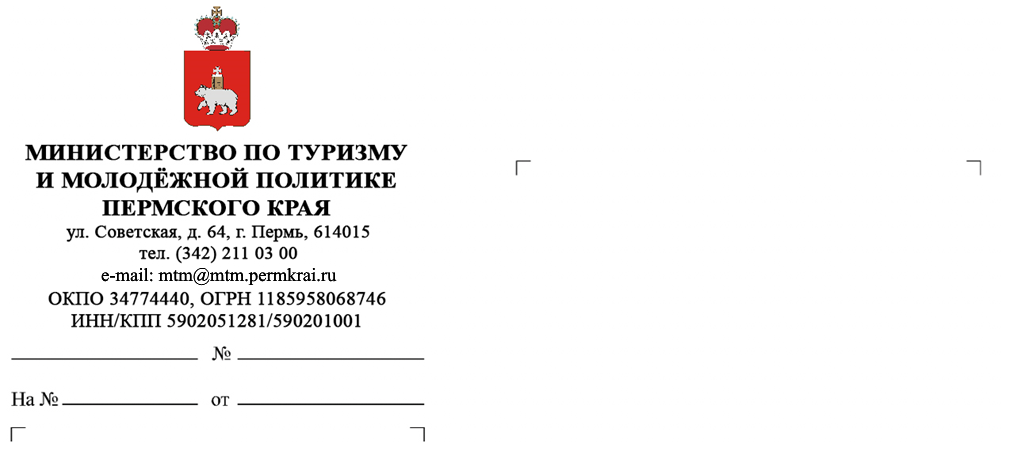 МИНИСТЕРСТВО ПО ТУРИЗМУ
И МОЛОДЁЖНОЙ ПОЛИТИКЕ
ПЕРМСКОГО КРАЯ
ул. Советская, д. 64, г. Пермь, 614015
тел. (342) 211 03 00
e-mail: mtm@mtm.permkrai.ru
ОКПО 34774440, ОГРН 1185958068746
ИНН/КПП 5902051281/590201001
№
На № от